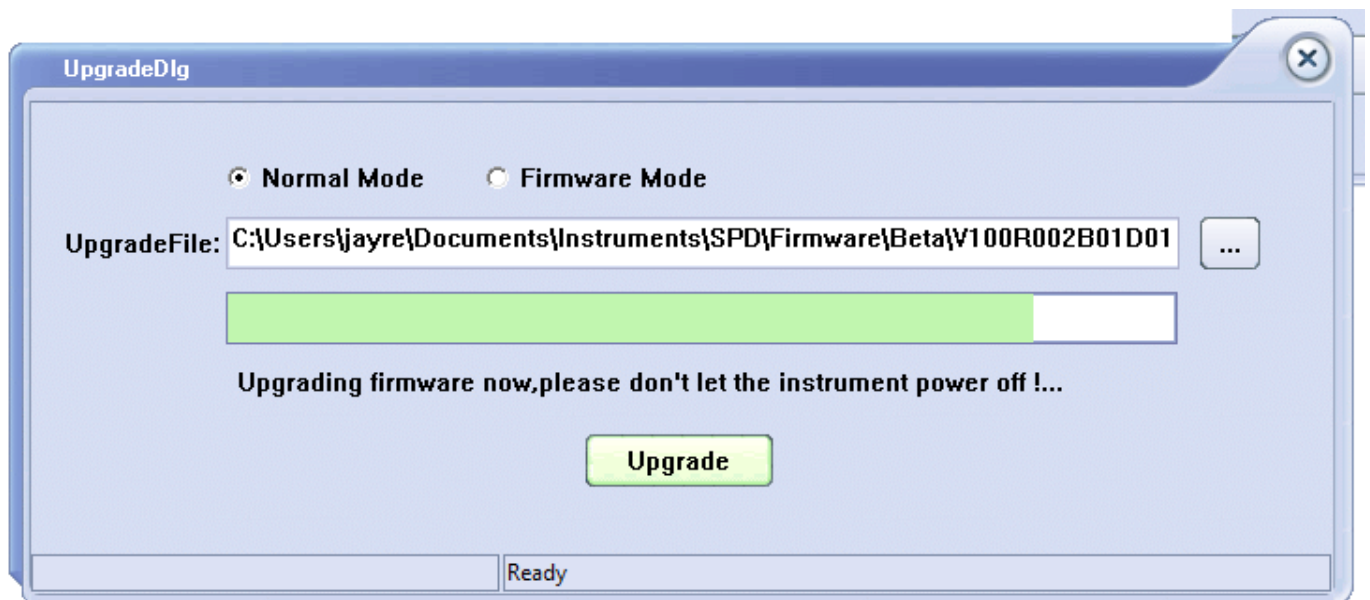 UpgradeDlg
Normal Mode Firmware Mode
UpgradeFile: C:\Users\jayre\Documents\Instruments\SPD\Firmware\Beta\V100R002B01D01 ...
Upgrading firmware now,please don't let the instrument power off !...
Upgrade
Ready